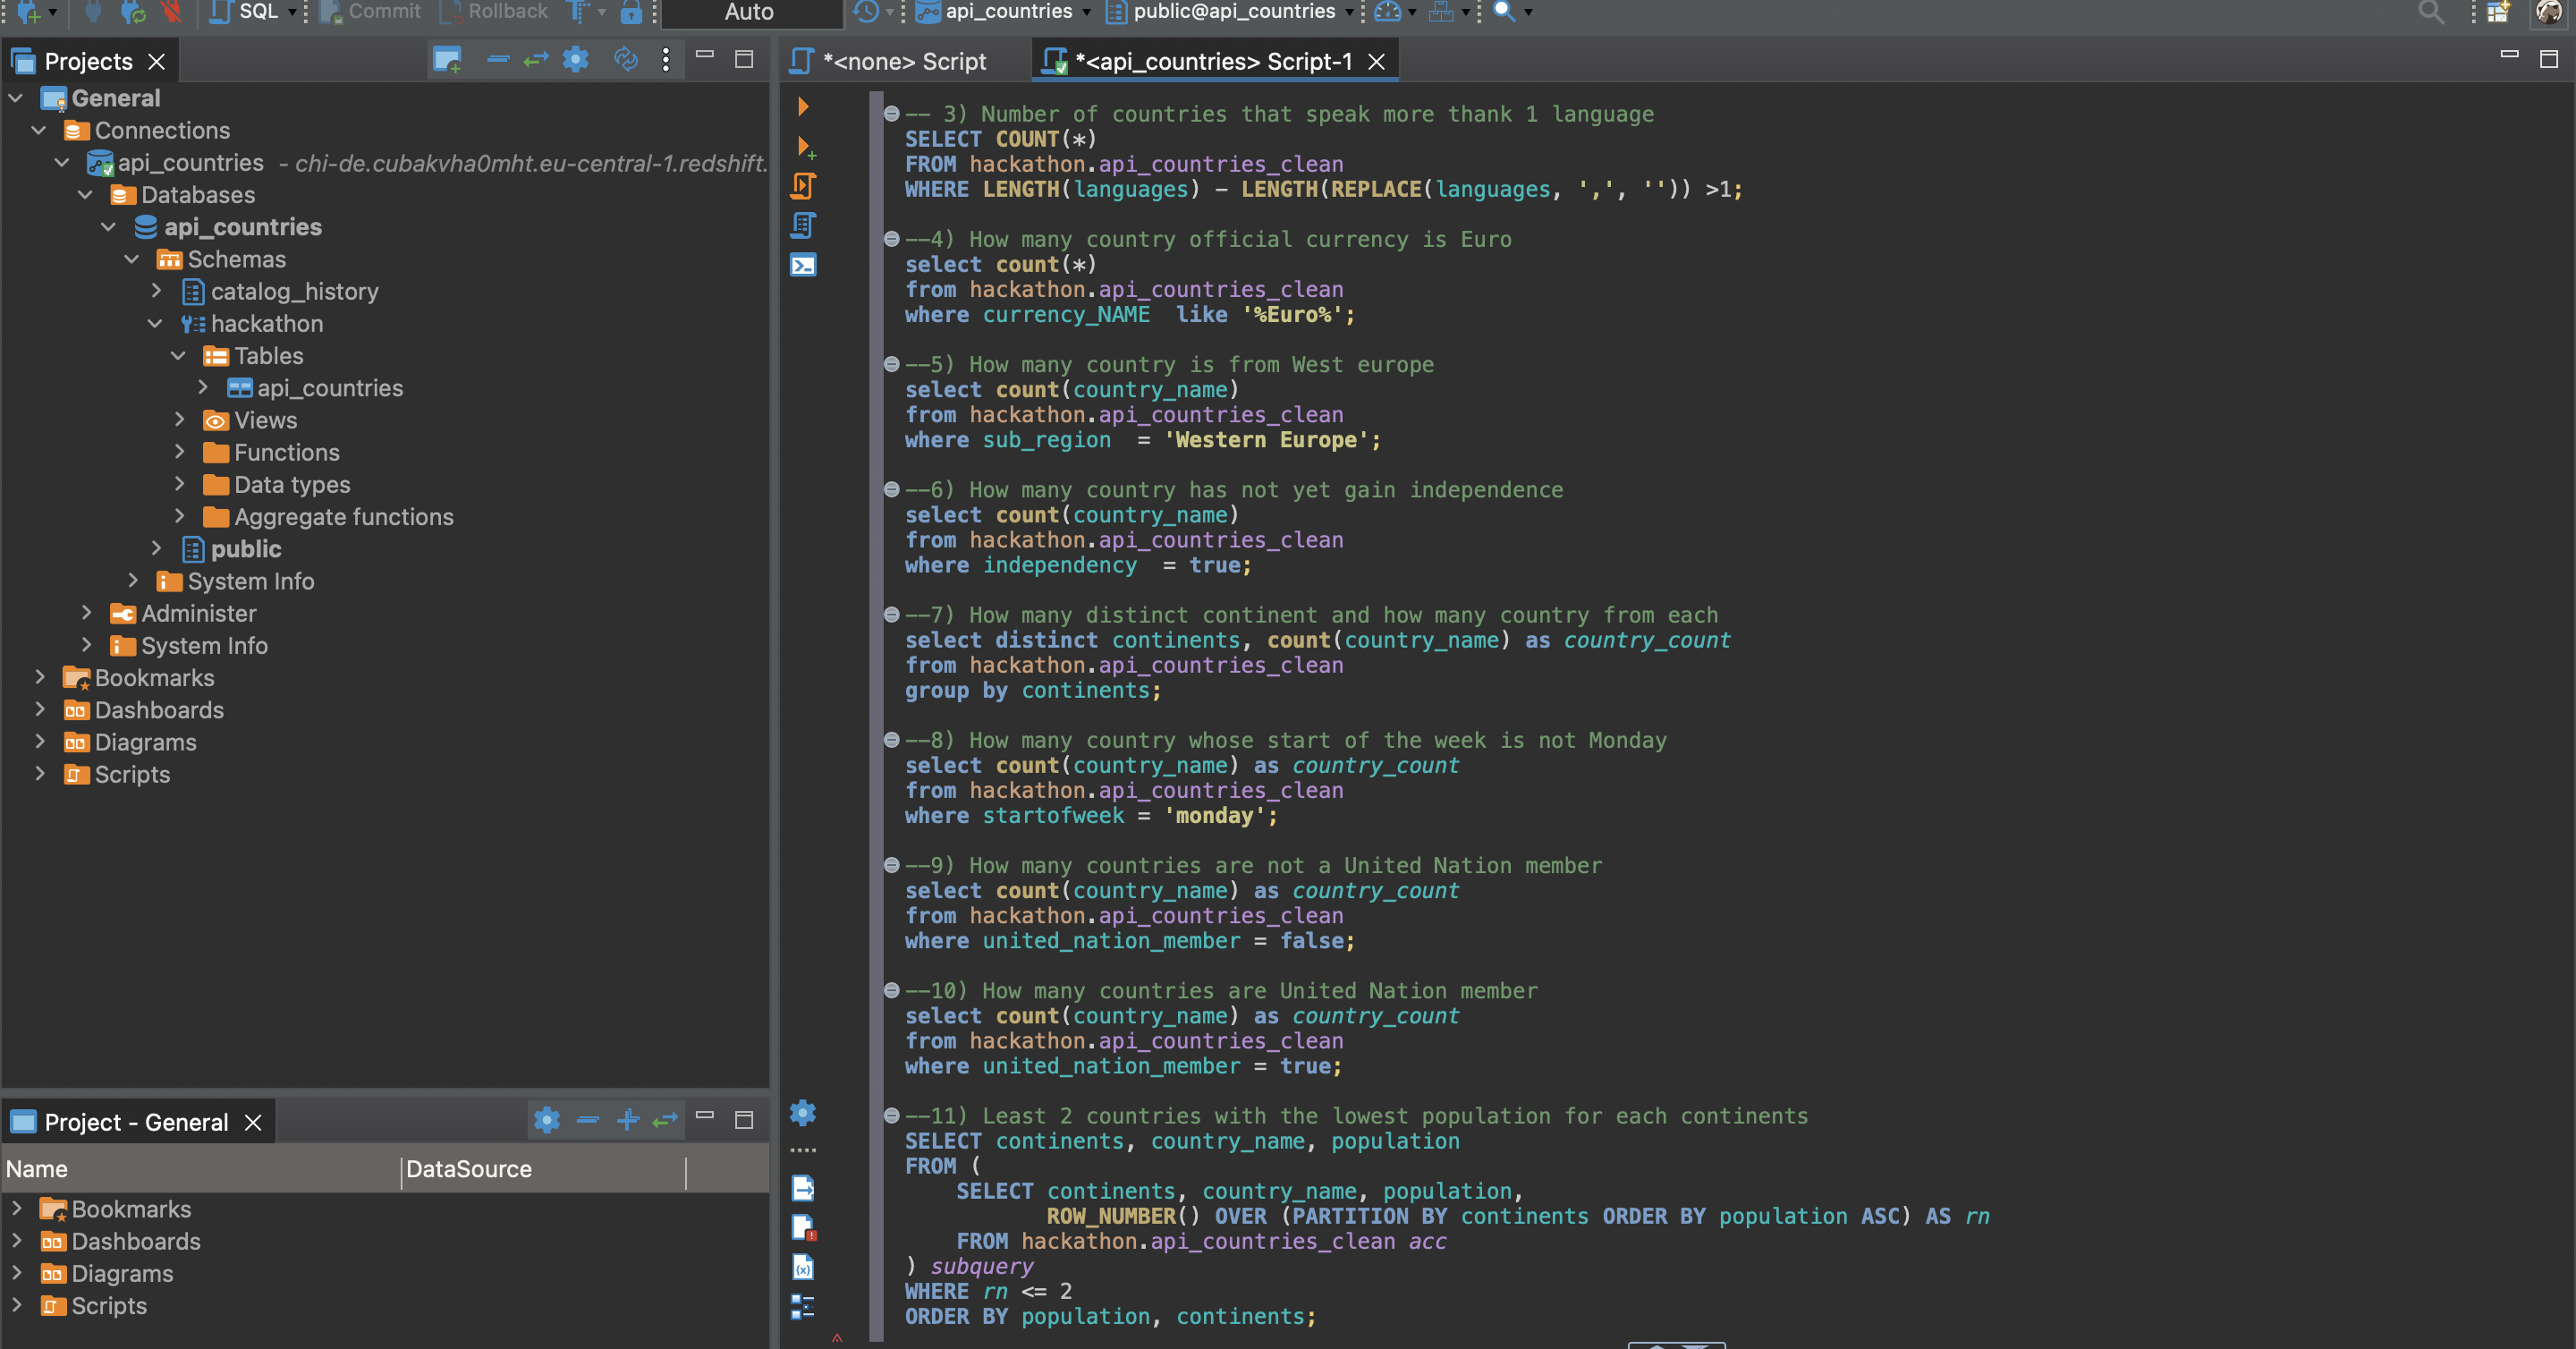 SQL
Commit
Rollback
Auto
api_countries
public@api_countries
Projects
General
Connections
api_countries - chi-de.cubakvha0mht.eu-central-1.redshift.
Databases
api_countries
Schemas
catalog_history
hackathon
Tables
api_countries
Views
Functions
Data types
Aggregate functions
public
System Info
Administer
System Info
Bookmarks
Dashboards
Diagrams
Scripts
Project - General
Name DataSource
Bookmarks
Dashboards
Diagrams
Scripts
*<none> Script
*<api_countries> Script-1
-- 3) Number of countries that speak more thank 1 language
SELECT COUNT(*)
FROM hackathon.api_countries_clean
WHERE LENGTH(languages) - LENGTH(REPLACE(languages, ',', '')) >1;
--4) How many country official currency is Euro
select count(*)
from hackathon.api_countries_clean
where currency_NAME  like '%Euro%';
--5) How many country is from West europe
select count(country_name)
from hackathon.api_countries_clean
where sub_region  = 'Western Europe';
--6) How many country has not yet gain independence
select count(country_name)
from hackathon.api_countries_clean
where independency  = true;
--7) How many distinct continent and how many country from each
select distinct continents, count(country_name) as country_count
from hackathon.api_countries_clean
group by continents;
--8) How many country whose start of the week is not Monday
select count(country_name) as country_count
from hackathon.api_countries_clean
where startofweek = 'monday';
--9) How many countries are not a United Nation member
select count(country_name) as country_count
from hackathon.api_countries_clean
where united_nation_member = false;
--10) How many countries are United Nation member
select count(country_name) as country_count
from hackathon.api_countries_clean
where united_nation_member = true;
--11) Least 2 countries with the lowest population for each continents
SELECT continents, country_name, population
FROM (
    SELECT continents, country_name, population,
           ROW_NUMBER() OVER (PARTITION BY continents ORDER BY population ASC) AS rn
    FROM hackathon.api_countries_clean acc
) subquery
WHERE rn <= 2
ORDER BY population, continents;